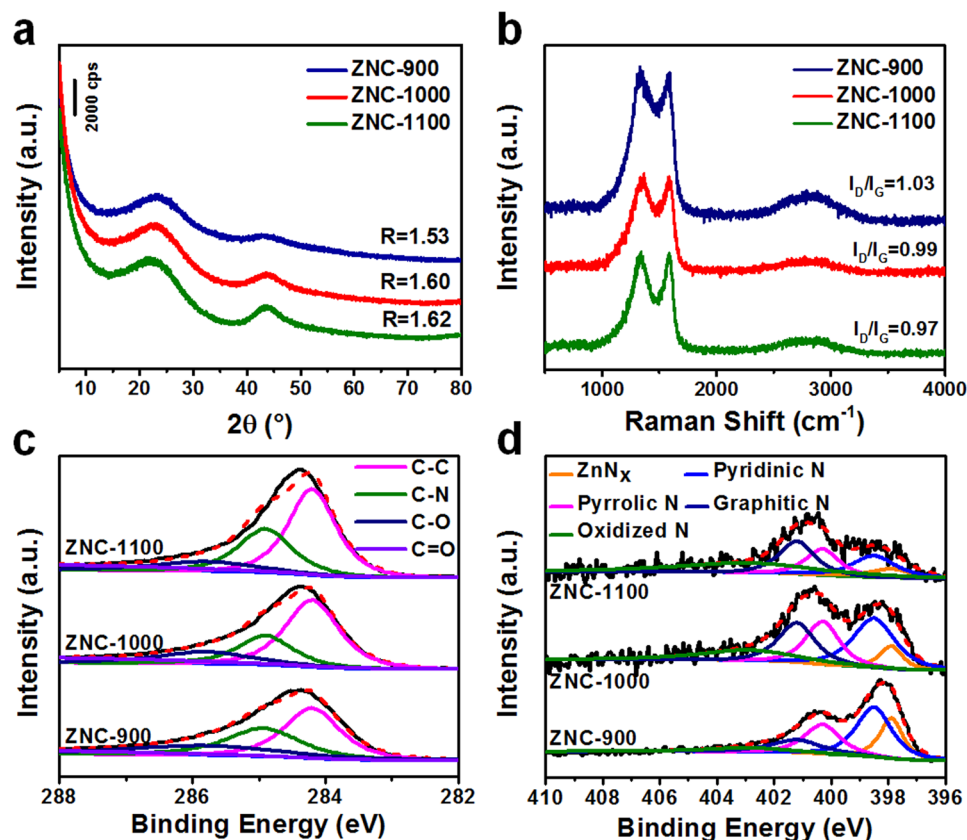 a
2000 cps
ZNC-900
ZNC-1000
ZNC-1100
R=1.53
R=1.60
R=1.62
Intensity (a.u.)
10 20 30 40 50 60 70 80
2θ (°)
b
ZNC-900
ZNC-1000
ZNC-1100
I_D/I_G=1.03
I_D/I_G=0.99
I_D/I_G=0.97
Intensity (a.u.)
1000 2000 3000 4000
Raman Shift (cm⁻¹)
c
C-C
C-N
C-O
C=O
ZNC-1100
ZNC-1000
ZNC-900
Intensity (a.u.)
288 286 284 282
Binding Energy (eV)
d
ZnN_X Pyridinic N
Pyrrolic N Graphitic N
Oxidized N
ZNC-1100
ZNC-1000
ZNC-900
Intensity (a.u.)
410 408 406 404 402 400 398 396
Binding Energy (eV)